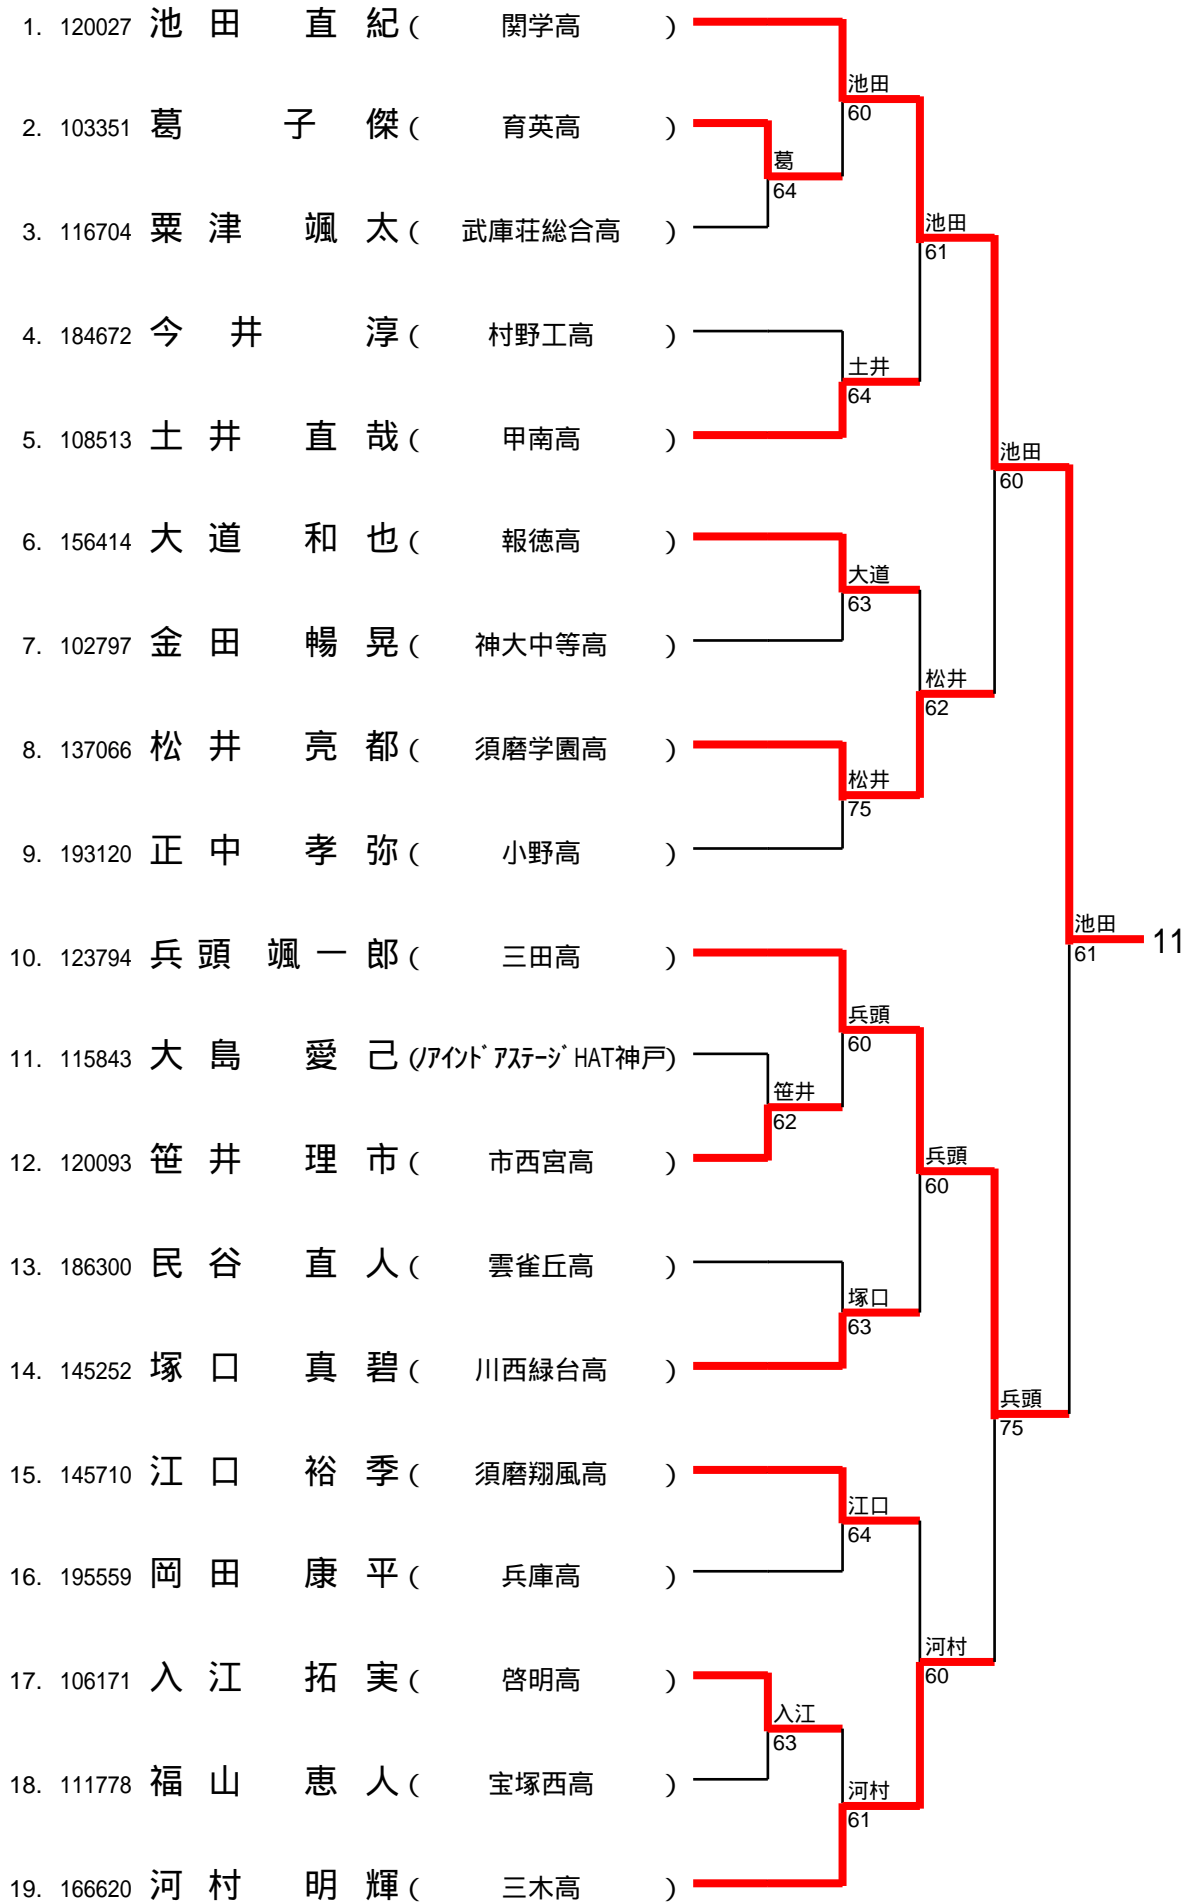 1. 120027 池田 直紀 ( 関学高 )
池田
60
2. 103351 葛 子傑 ( 育英高 )
葛
64
3. 116704 粟津 颯太 ( 武庫荘総合高 )
池田
61
4. 184672 今井 淳 ( 村野工高 )
土井
64
5. 108513 土井 直哉 ( 甲南高 )
池田
60
6. 156414 大道 和也 ( 報徳高 )
大道
63
7. 102797 金田 暢晃 ( 神大中等高 )
松井
62
8. 137066 松井 亮都 ( 須磨学園高 )
松井
75
9. 193120 正中 孝弥 ( 小野高 )
池田
61
11
10. 123794 兵頭 颯一郎 ( 三田高 )
兵頭
60
11. 115843 大島 愛己 (ノアインドアステージHAT神戸)
笹井
62
12. 120093 笹井 理市 ( 市西宮高 )
兵頭
60
13. 186300 民谷 直人 ( 雲雀丘高 )
塚口
63
14. 145252 塚口 真碧 ( 川西緑台高 )
兵頭
75
15. 145710 江口 裕季 ( 須磨翔風高 )
江口
64
16. 195559 岡田 康平 ( 兵庫高 )
河村
60
17. 106171 入江 拓実 ( 啓明高 )
入江
63
18. 111778 福山 恵人 ( 宝塚西高 )
河村
61
19. 166620 河村 明輝 ( 三木高 )